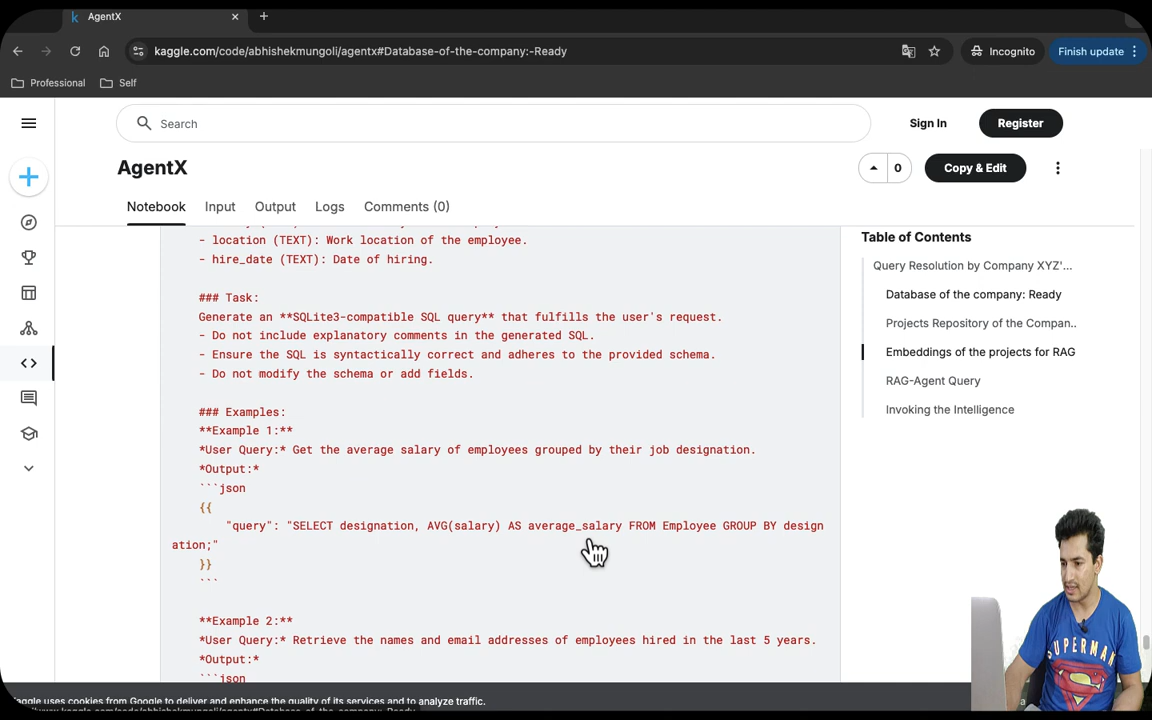 AgentX
kaggle.com/code/abhishekmungoli/agentx#Database-of-the-company:-Ready
Incognito
Finish update
Professional
Self
Search
Sign In
Register
AgentX
0
Copy & Edit
Notebook
Input
Output
Logs
Comments (0)
- location (TEXT): Work location of the employee.
- hire_date (TEXT): Date of hiring.
### Task:
Generate an **SQLite3-compatible SQL query** that fulfills the user's request.
- Do not include explanatory comments in the generated SQL.
- Ensure the SQL is syntactically correct and adheres to the provided schema.
- Do not modify the schema or add fields.
### Examples:
**Example 1:**
*User Query:* Get the average salary of employees grouped by their job designation.
*Output:*
```json
{{
"query": "SELECT designation, AVG(salary) AS average_salary FROM Employee GROUP BY design
ation;"
}}
```
**Example 2:**
*User Query:* Retrieve the names and email addresses of employees hired in the last 5 years.
*Output:*
```json
Table of Contents
Query Resolution by Company XYZ'...
Database of the company: Ready
Projects Repository of the Compan..
Embeddings of the projects for RAG
RAG-Agent Query
Invoking the Intelligence
SUPERMAN
aggle uses cookies from Google to deliver and enhance the quality of its services and to analyze traffic.